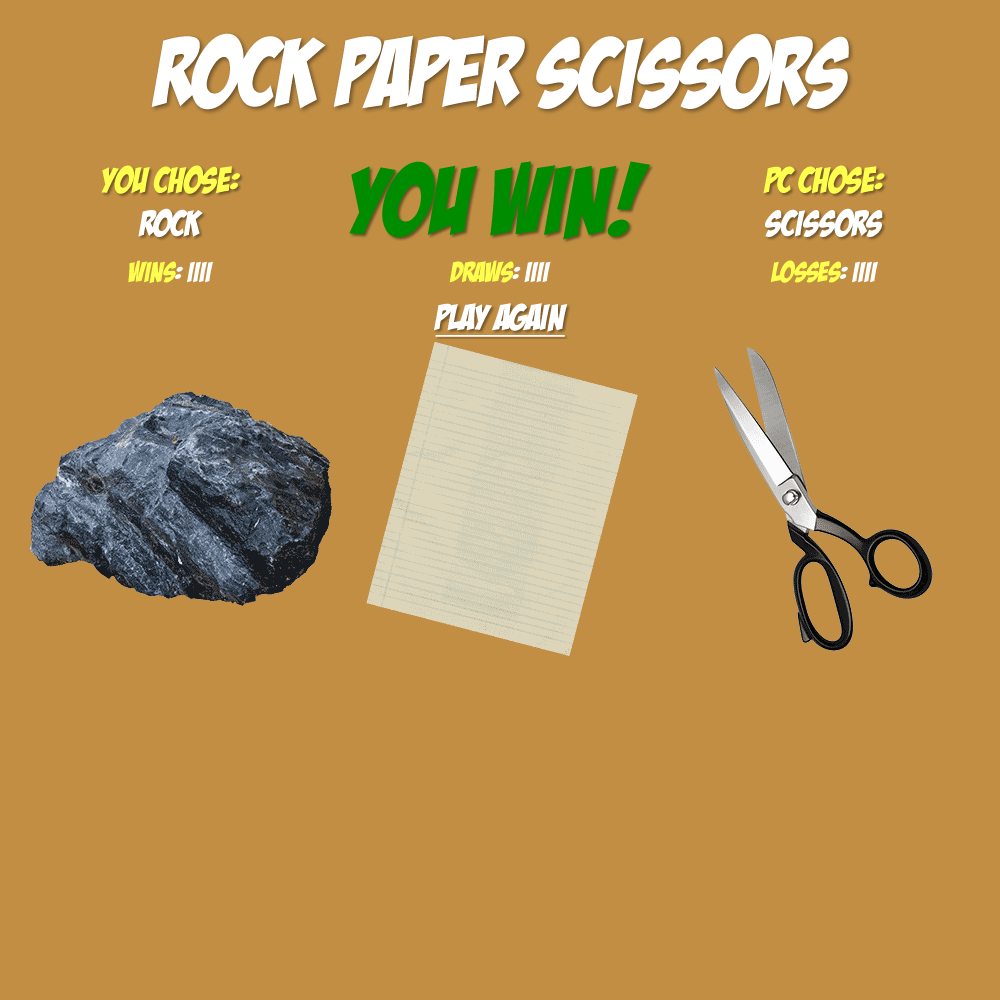 ROCK PAPER SCISSORS
YOU CHOSE:
ROCK
WINS: IIII
YOU WIN!
DRAWS: IIII
PLAY AGAIN
PC CHOSE:
SCISSORS
LOSSES: IIII